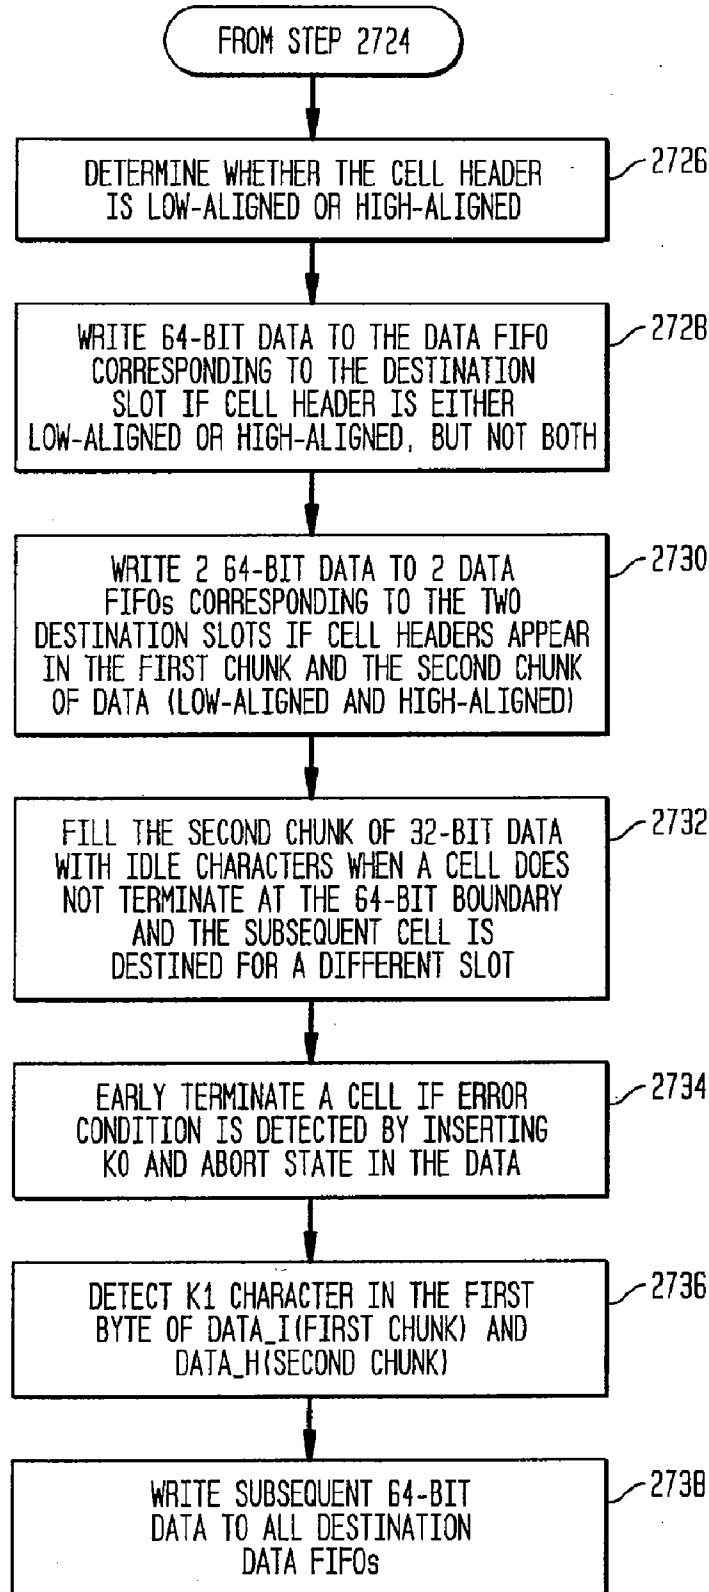 FROM STEP 2724
2726
DETERMINE WHETHER THE CELL HEADER
IS LOW-ALIGNED OR HIGH-ALIGNED
2728
WRITE 64-BIT DATA TO THE DATA FIFO
CORRESPONDING TO THE DESTINATION
SLOT IF CELL HEADER IS EITHER
LOW-ALIGNED OR HIGH-ALIGNED, BUT NOT BOTH
2730
WRITE 2 64-BIT DATA TO 2 DATA
FIFOs CORRESPONDING TO THE TWO
DESTINATION SLOTS IF CELL HEADERS APPEAR
IN THE FIRST CHUNK AND THE SECOND CHUNK
OF DATA (LOW-ALIGNED AND HIGH-ALIGNED)
2732
FILL THE SECOND CHUNK OF 32-BIT DATA
WITH IDLE CHARACTERS WHEN A CELL DOES
NOT TERMINATE AT THE 64-BIT BOUNDARY
AND THE SUBSEQUENT CELL IS
DESTINED FOR A DIFFERENT SLOT
2734
EARLY TERMINATE A CELL IF ERROR
CONDITION IS DETECTED BY INSERTING
K0 AND ABORT STATE IN THE DATA
2736
DETECT K1 CHARACTER IN THE FIRST
BYTE OF DATA_I(FIRST CHUNK) AND
DATA_H(SECOND CHUNK)
2738
WRITE SUBSEQUENT 64-BIT
DATA TO ALL DESTINATION
DATA FIFOs